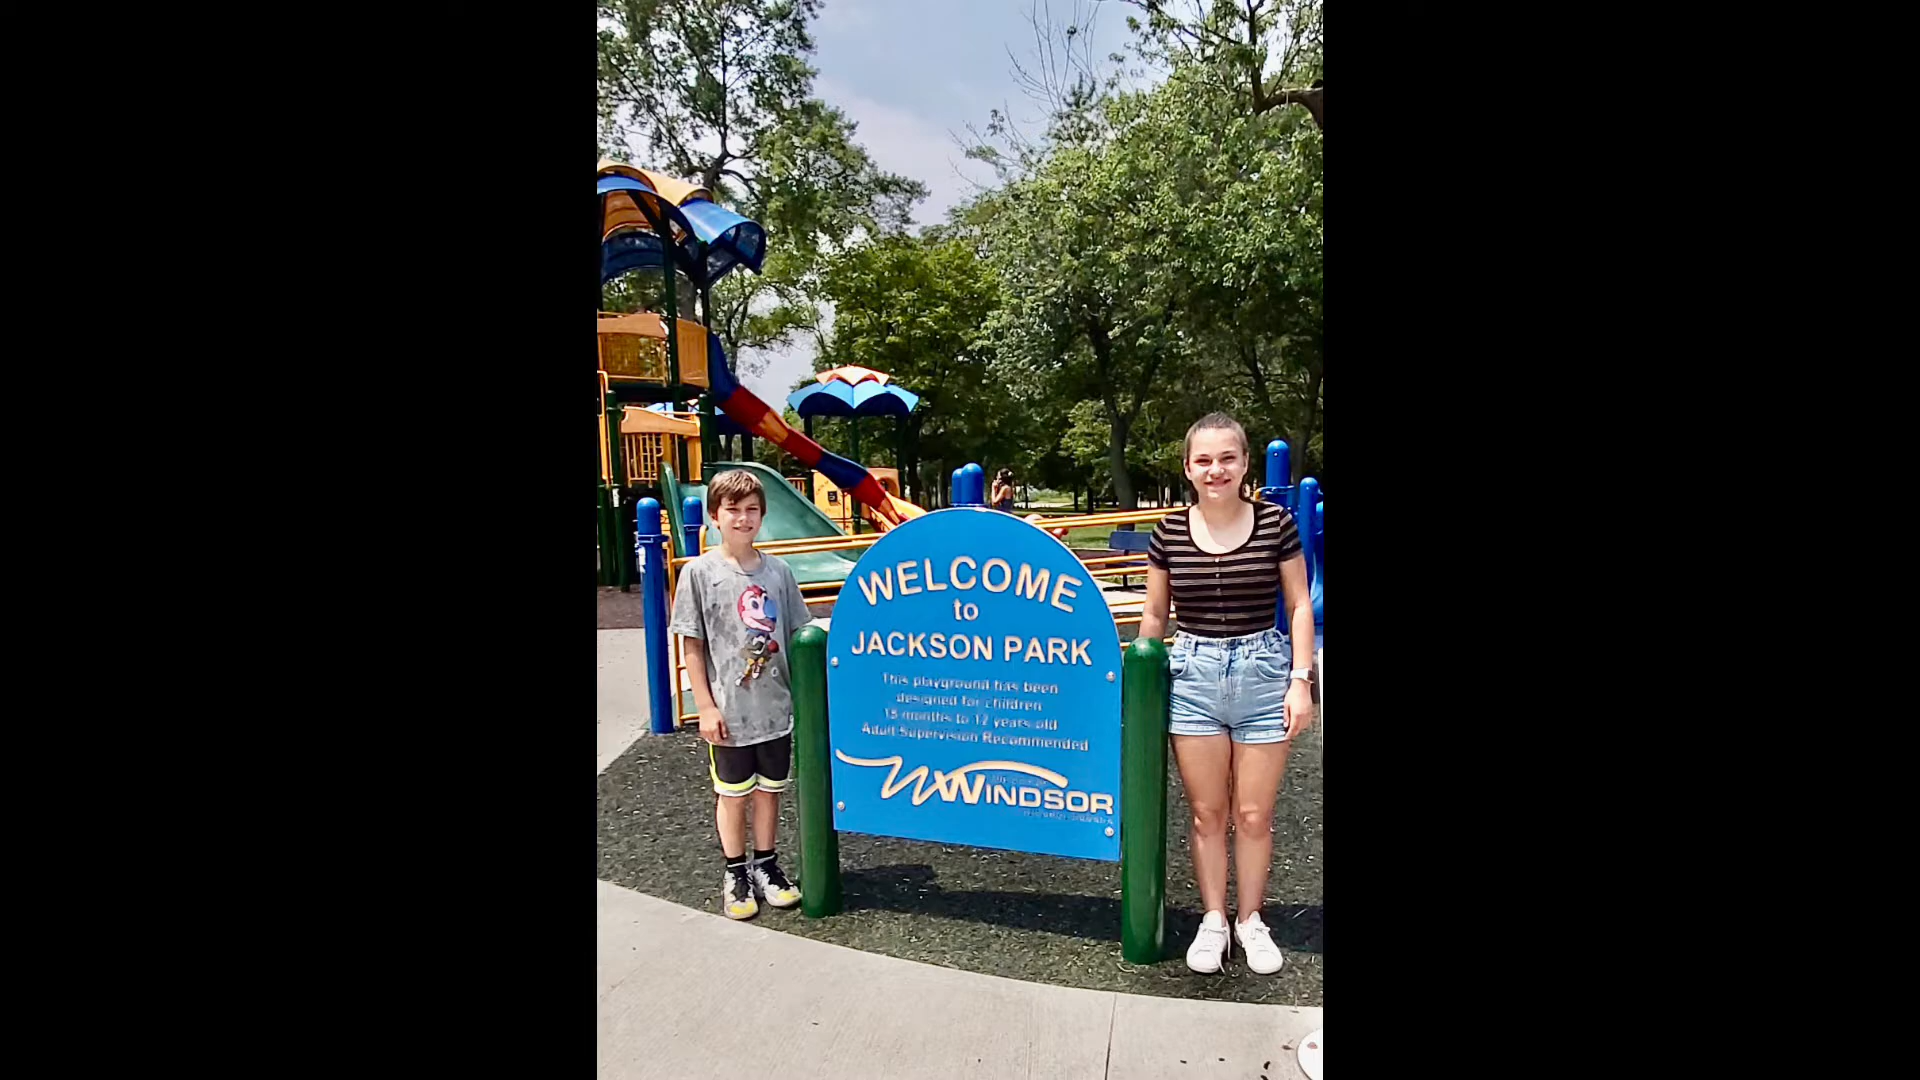 WELCOME
to
JACKSON PARK
This playground has been
designed for children
18 months to 12 years old
Adult Supervision Recommended
WINDSOR